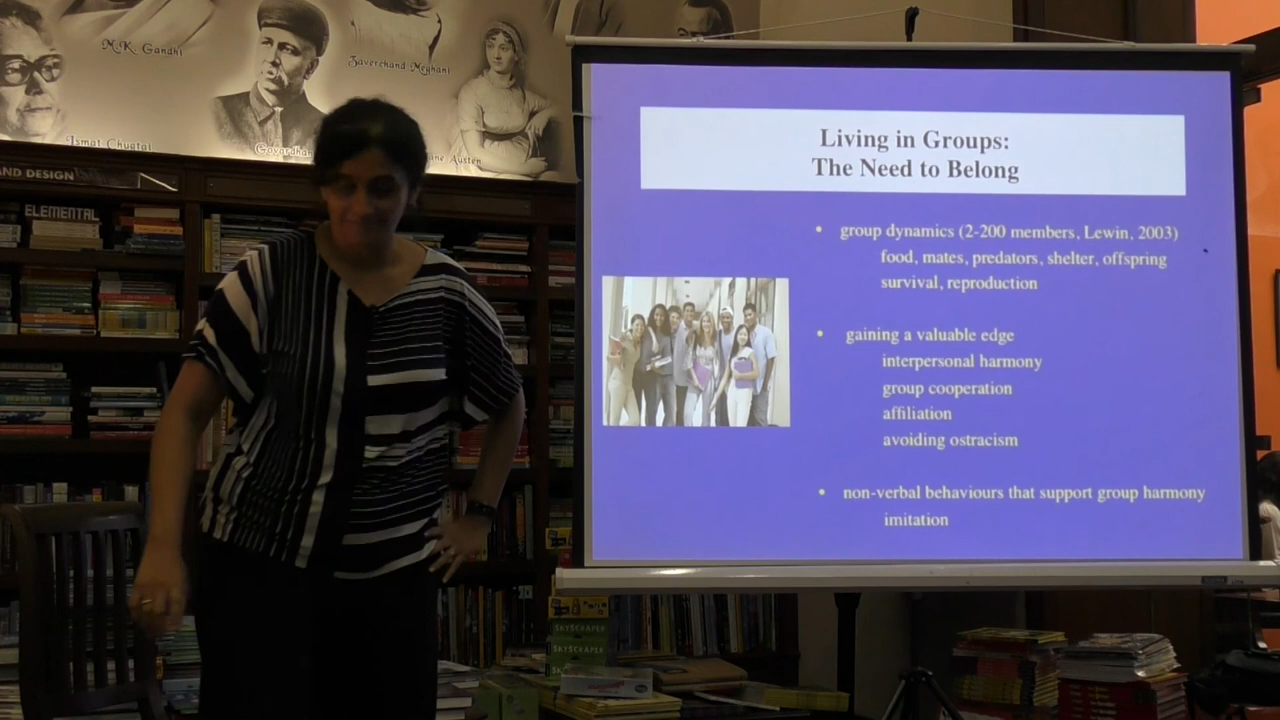 M.K. Gandhi
Zaverchand Meghani
Ismat Chugtai
Govardhan
ane Austen
AND DESIGN
ELEMENTAL
Living in Groups:
The Need to Belong
• group dynamics (2-200 members, Lewin, 2003)
food, mates, predators, shelter, offspring
survival, reproduction
• gaining a valuable edge
interpersonal harmony
group cooperation
affiliation
avoiding ostracism
• non-verbal behaviours that support group harmony
imitation
SKYSCRAPER
SKYSCRAPER